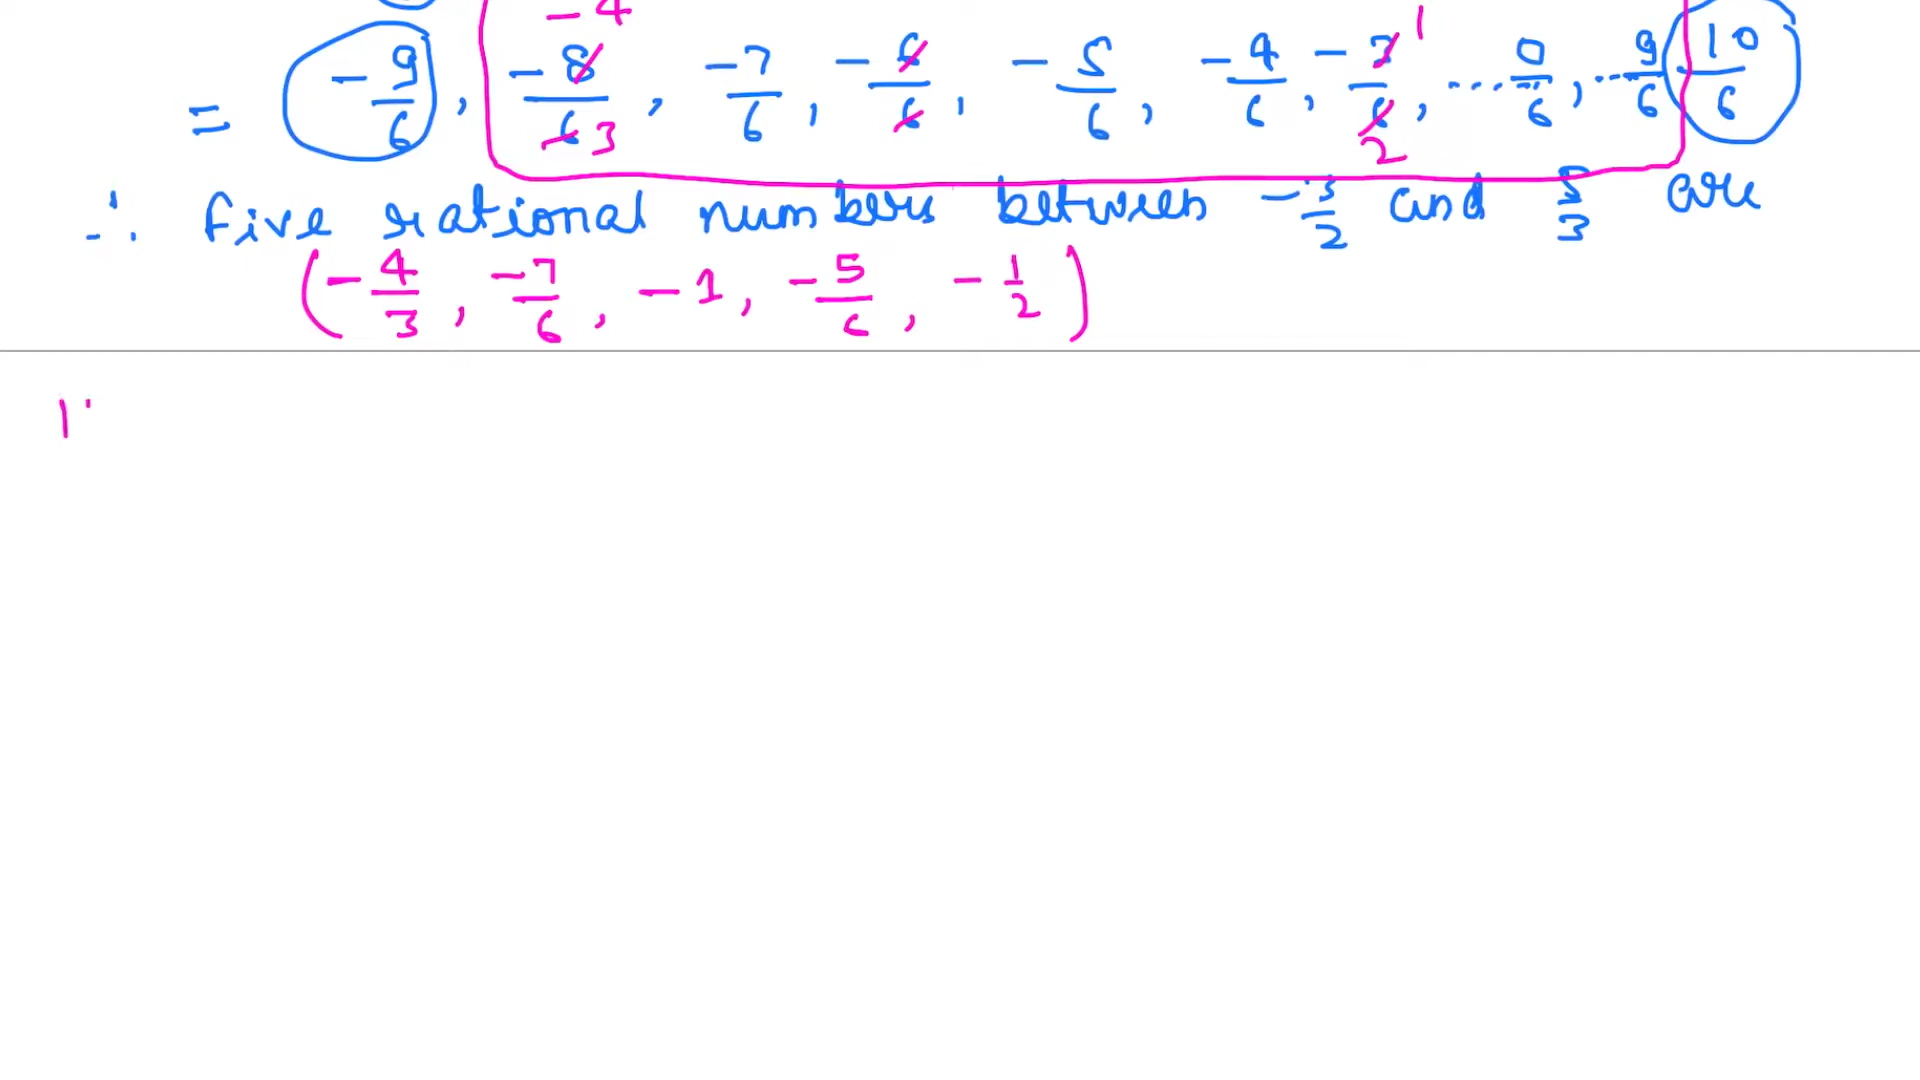 -4 1
= -9/6, -8/6 3, -7/6, -6/6, -5/6, -4/6, -3/6, ... 0/6, ... 9/6 10/6
2
∴ five rational numbers between -3/2 and 5/3 are
(-4/3, -7/6, -1, -5/6, -1/2)